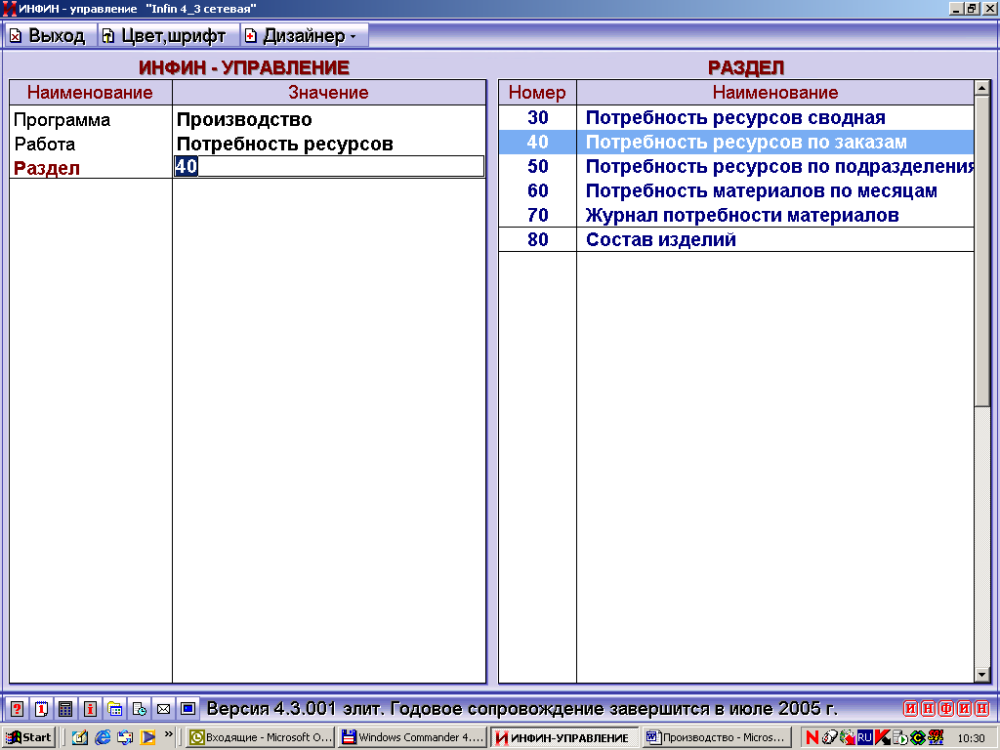 ИНФИН - управление "Infin 4_3 сетевая"
Выход Цвет,шрифт Дизайнер
ИНФИН - УПРАВЛЕНИЕ
Наименование Значение
Программа Производство
Работа Потребность ресурсов
Раздел 40
РАЗДЕЛ
Номер Наименование
30 Потребность ресурсов сводная
40 Потребность ресурсов по заказам
50 Потребность ресурсов по подразделения
60 Потребность материалов по месяцам
70 Журнал потребности материалов
80 Состав изделий
Версия 4.3.001 элит. Годовое сопровождение завершится в июле 2005 г. ИНФИН
Start » Входящие - Microsoft O... Windows Commander 4.... ИНФИН-УПРАВЛЕНИЕ Производство - Micros... RU 10:30